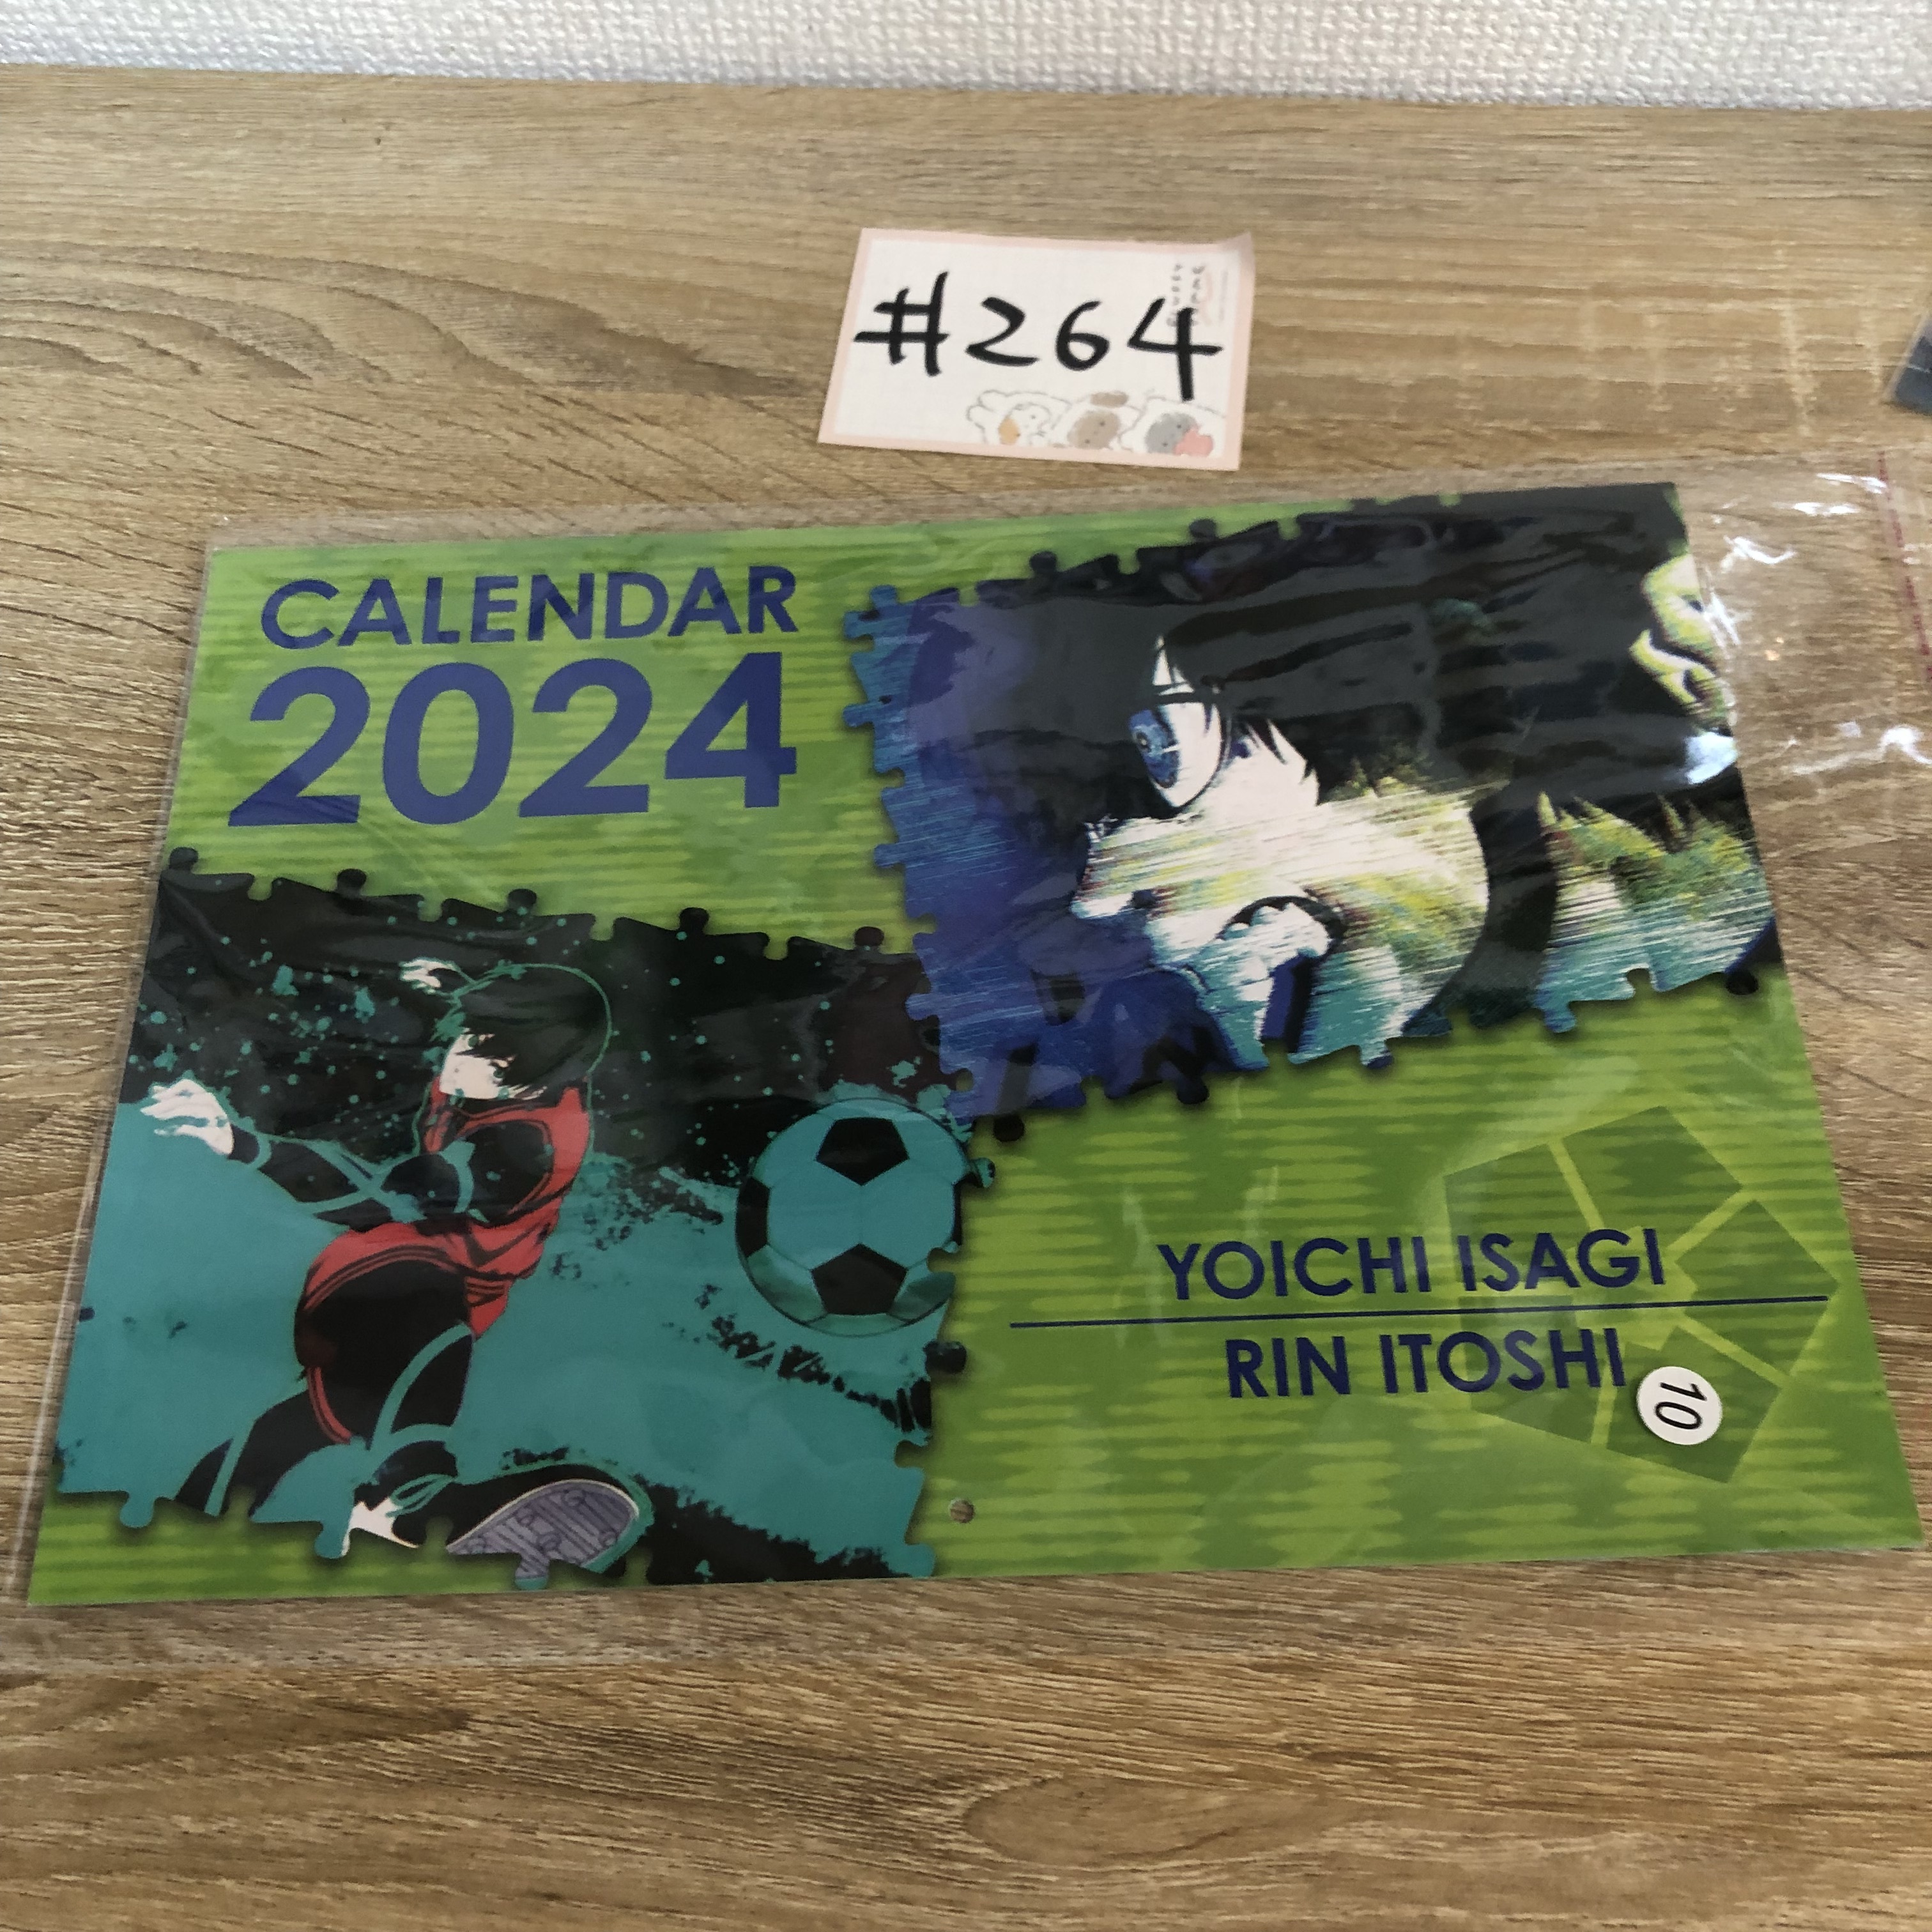 #264
CALENDAR
2024
YOICHI ISAGI
RIN ITOSHI
10